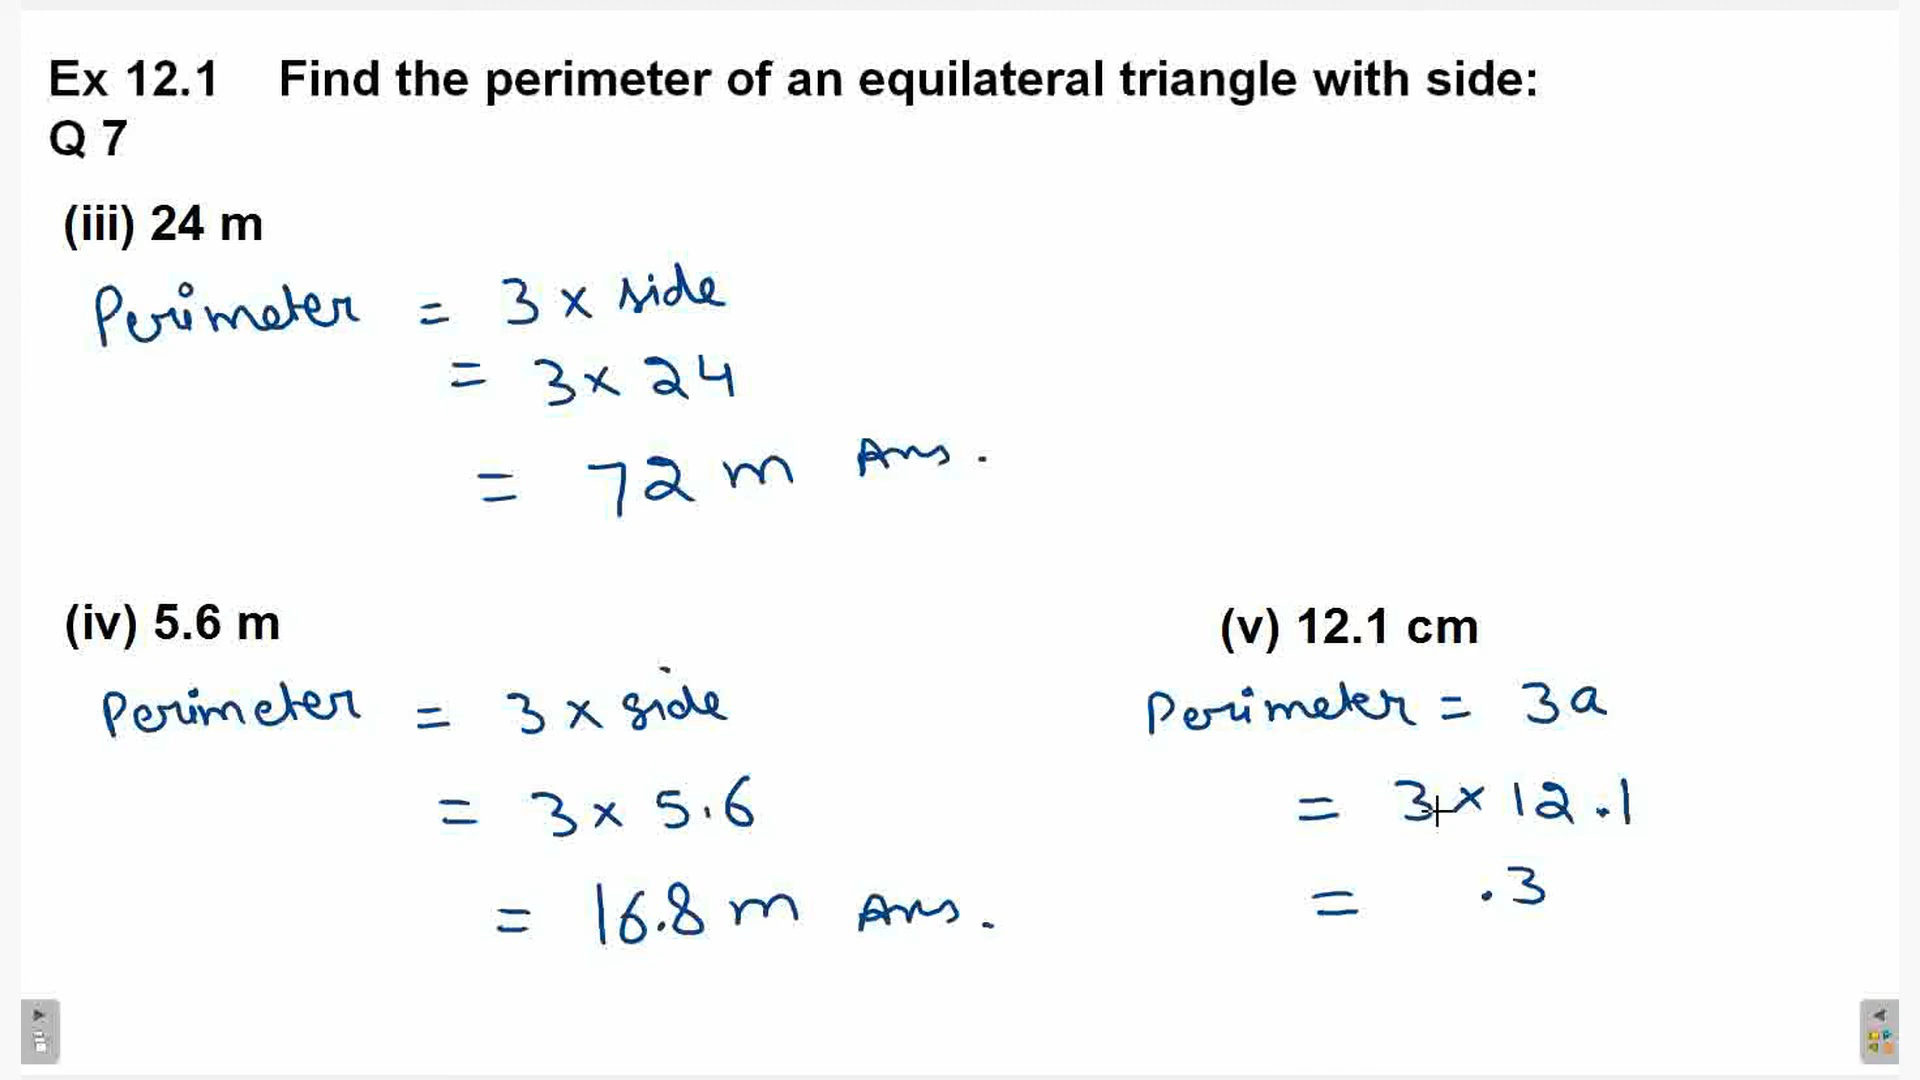 Ex 12.1 Find the perimeter of an equilateral triangle with side:
Q 7
(iii) 24 m
Perimeter = 3 × side
= 3 × 24
= 72 m Ans.
(iv) 5.6 m
Perimeter = 3 × side
= 3 × 5.6
= 16.8 m Ans.
(v) 12.1 cm
Perimeter = 3a
= 3 × 12.1
= .3